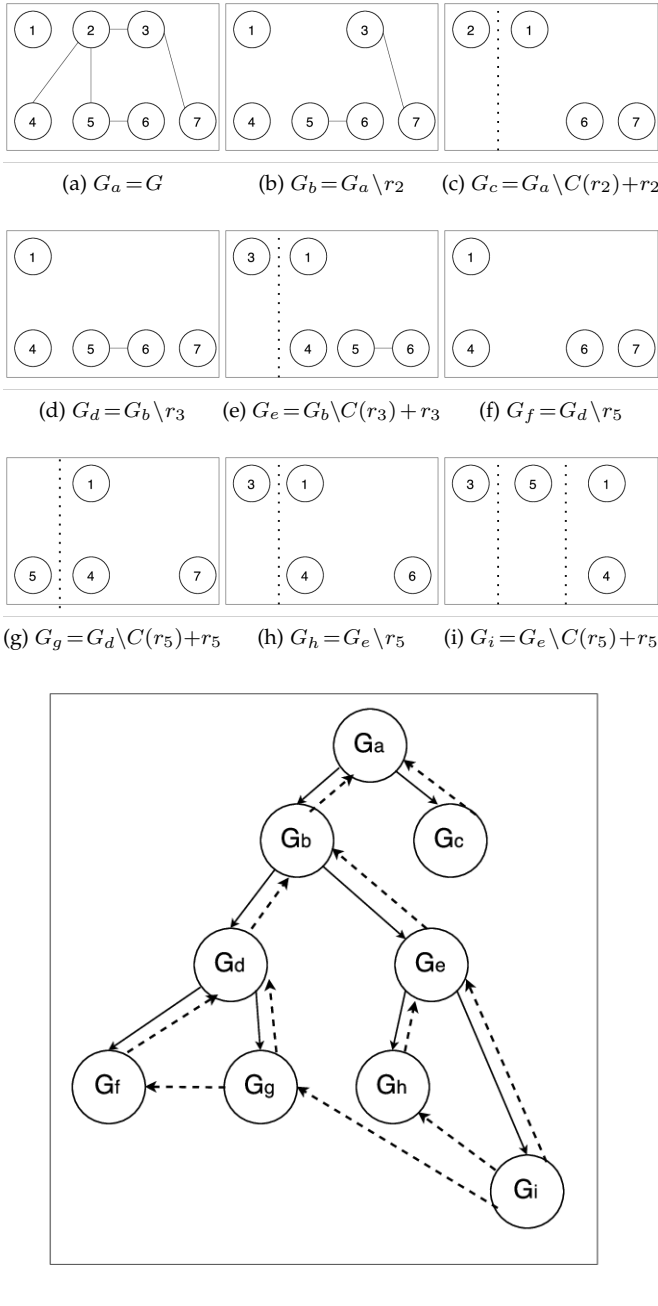 1 2 3 1 3 2 1
4 5 6 7 4 5 6 7 6 7
(a) G_a=G (b) G_b=G_a\r_2 (c) G_c=G_a\C(r_2)+r_2
1 3 1 1
4 5 6 7 4 5 6 4 6 7
(d) G_d=G_b\r_3 (e) G_e=G_b\C(r_3)+r_3 (f) G_f=G_d\r_5
1 3 1 3 5 1
5 4 7 4 6 4
(g) G_g=G_d\C(r_5)+r_5 (h) G_h=G_e\r_5 (i) G_i=G_e\C(r_5)+r_5
Ga
Gb Gc
Gd Ge
Gf Gg Gh
Gi